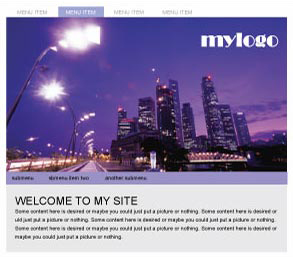 MENU ITEM MENU ITEM MENU ITEM MENU ITEM
mylogo
submenu submenu item two another submenu
WELCOME TO MY SITE
Some content here is desired or maybe you could just put a picture or nothing. Some content here is desired or
uld just put a picture or nothing. Some content here is desired or maybe you could just put a picture or nothing.
Some content here is desired or maybe you could just put a picture or nothing. Some content here is desired or
maybe you could just put a picture or nothing.